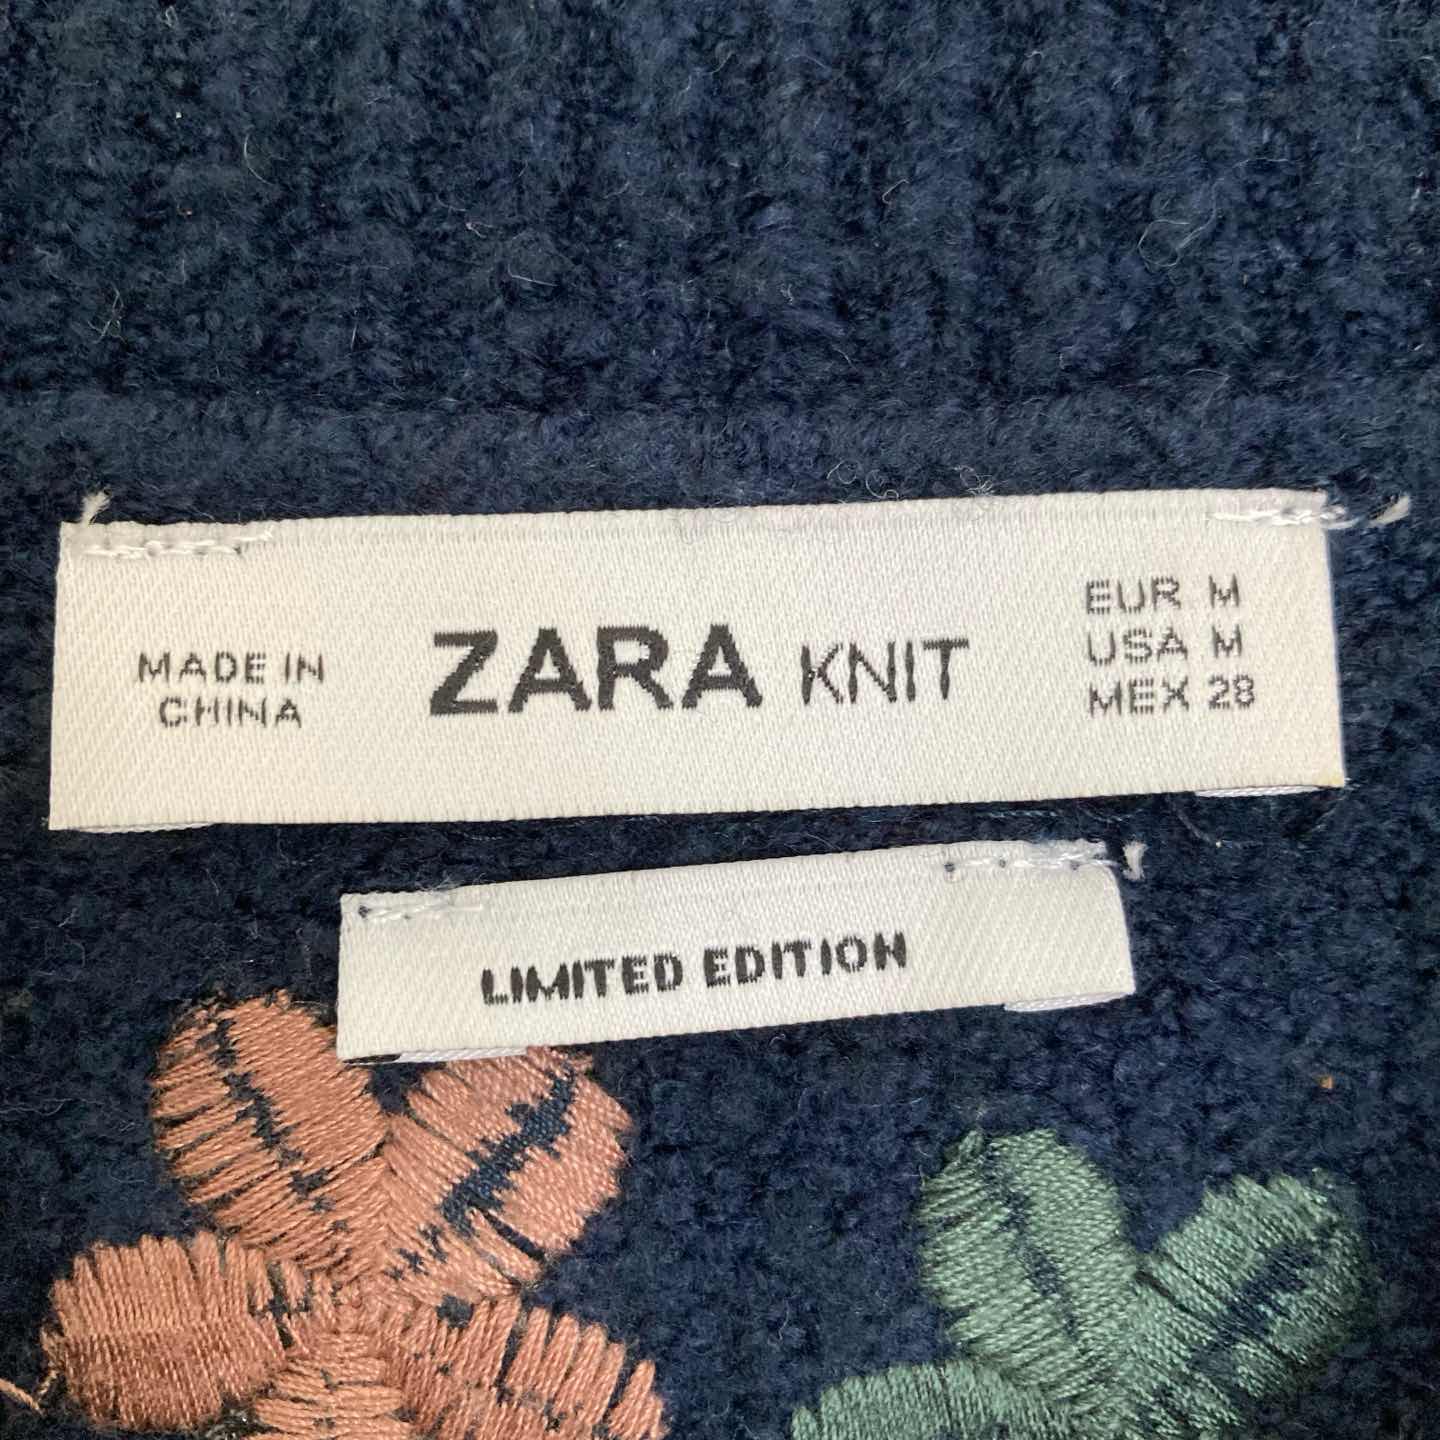 MADE IN
CHINA
ZARA KNIT
EUR M
USA M
MEX 28
LIMITED EDITION